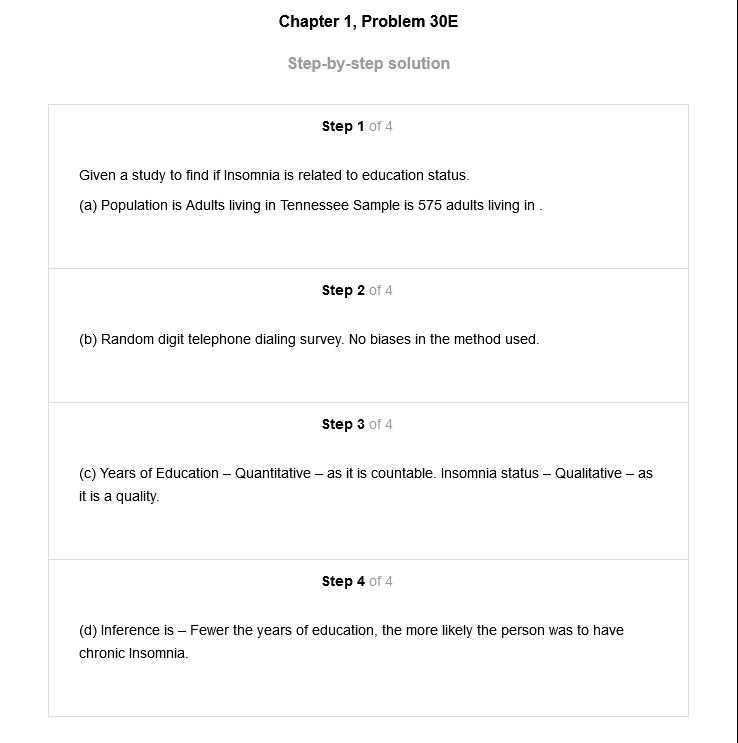 Chapter 1, Problem 30E
Step-by-step solution
Step 1 of 4
Given a study to find if Insomnia is related to education status.
(a) Population is Adults living in Tennessee Sample is 575 adults living in .
Step 2 of 4
(b) Random digit telephone dialing survey. No biases in the method used.
Step 3 of 4
(c) Years of Education – Quantitative – as it is countable. Insomnia status – Qualitative – as
it is a quality.
Step 4 of 4
(d) Inference is – Fewer the years of education, the more likely the person was to have
chronic Insomnia.